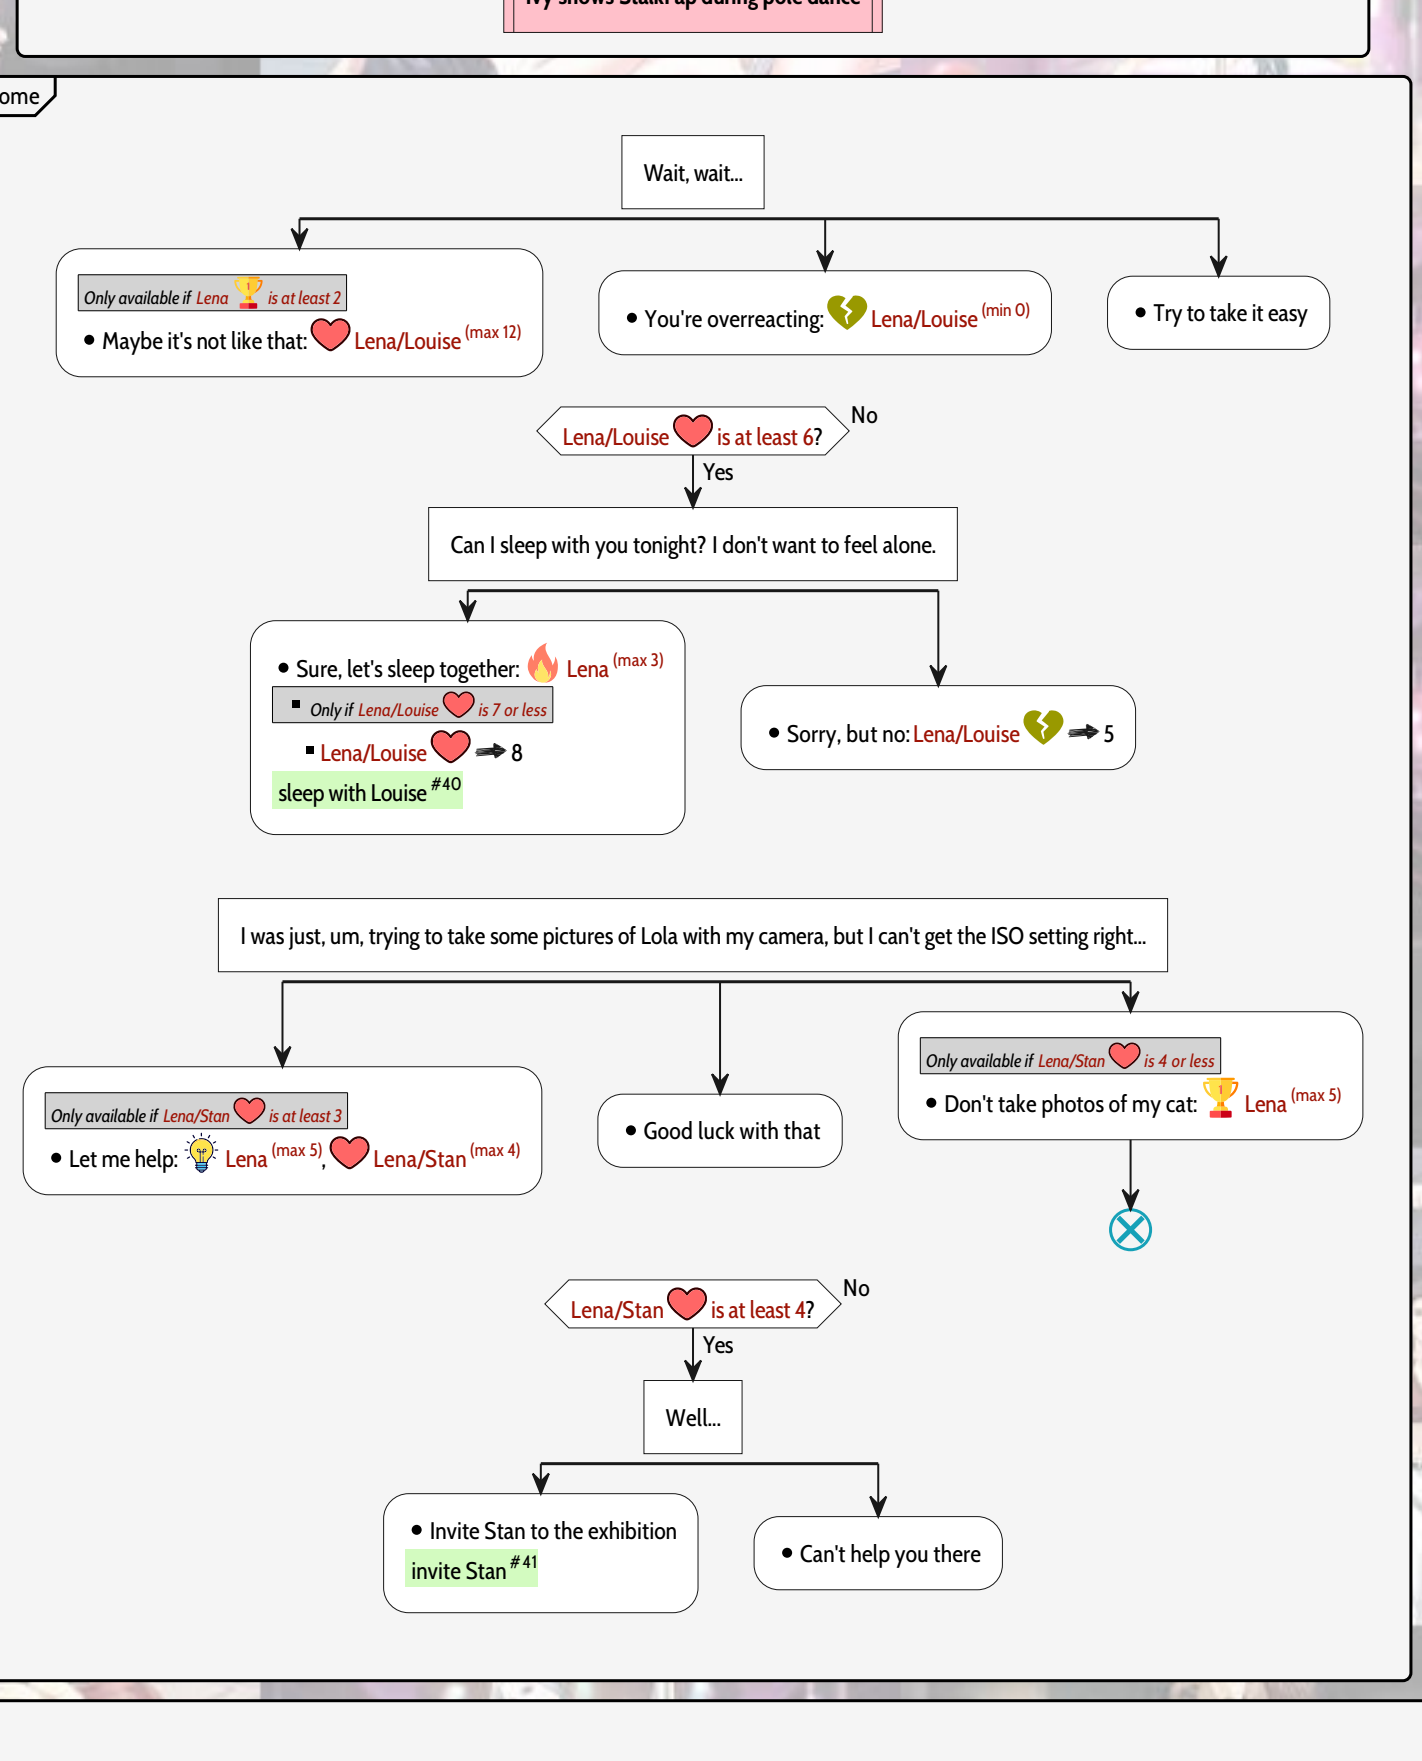 ome
Wait, wait...
Only available if Lena is at least 2
• Maybe it's not like that: Lena/Louise (max 12)
• You're overreacting: Lena/Louise (min 0)
• Try to take it easy
Lena/Louise is at least 6?
No
Yes
Can I sleep with you tonight? I don't want to feel alone.
• Sure, let's sleep together: Lena (max 3)
▪ Only if Lena/Louise is 7 or less
▪ Lena/Louise 8
sleep with Louise #40
• Sorry, but no: Lena/Louise 5
I was just, um, trying to take some pictures of Lola with my camera, but I can't get the ISO setting right...
Only available if Lena/Stan is at least 3
• Let me help: Lena (max 5), Lena/Stan (max 4)
• Good luck with that
Only available if Lena/Stan is 4 or less
• Don't take photos of my cat: Lena (max 5)
Lena/Stan is at least 4?
No
Yes
Well...
• Invite Stan to the exhibition
invite Stan #41
• Can't help you there